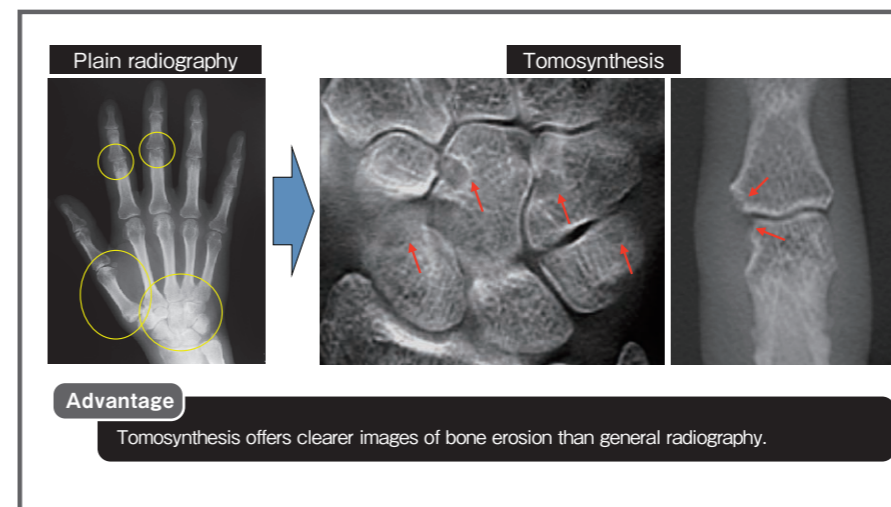 Plain radiography
Tomosynthesis
Advantage
Tomosynthesis offers clearer images of bone erosion than general radiography.